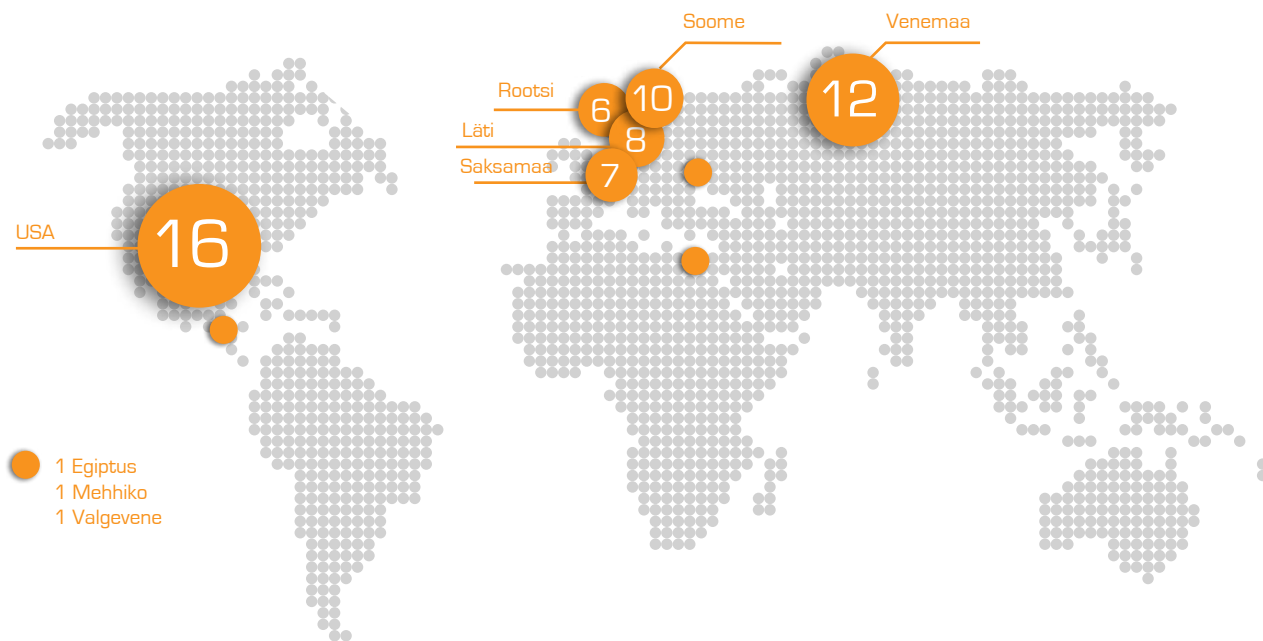 Soome
Venemaa
Rootsi
6
10
12
Läti
8
Saksamaa
7
USA
16
1 Egiptus
1 Mehhiko
1 Valgevene